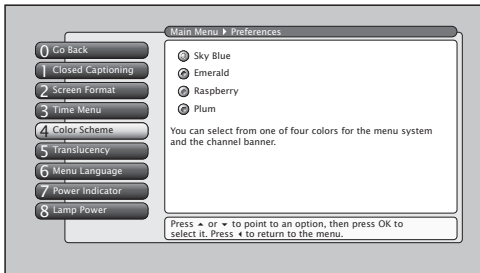 Main Menu ▶ Preferences
0 Go Back
1 Closed Captioning
2 Screen Format
3 Time Menu
4 Color Scheme
5 Translucency
6 Menu Language
7 Power Indicator
8 Lamp Power
Sky Blue
Emerald
Raspberry
Plum
You can select from one of four colors for the menu system
and the channel banner.
Press ▲ or ▼ to point to an option, then press OK to
select it. Press ◀ to return to the menu.